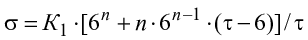 σ = K₁·[6ⁿ + n·6ⁿ⁻¹·(τ – 6)]/τ